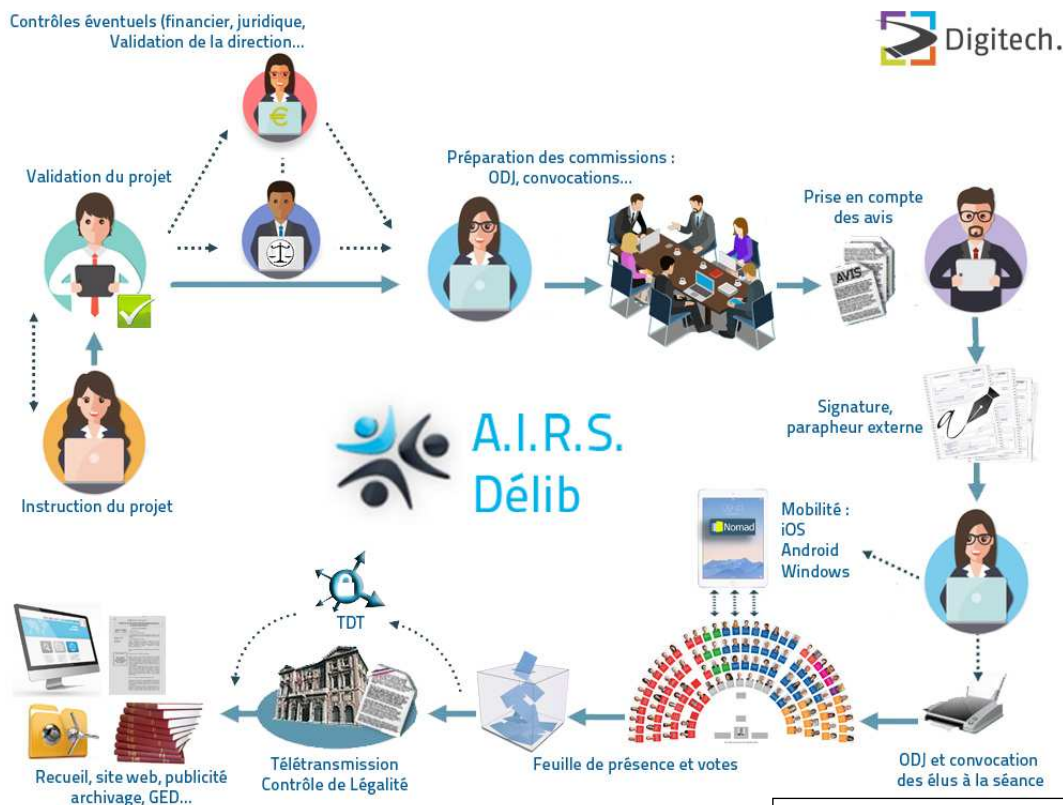 Contrôles éventuels (financier, juridique,
Validation de la direction...
Digitech.
€
Validation du projet
Préparation des commissions :
ODJ, convocations...
Prise en compte
des avis
AVIS
Signature,
parapheur externe
Instruction du projet
A.I.R.S.
Délib
Nomad
Mobilité :
iOS
Android
Windows
TDT
Recueil, site web, publicité
archivage, GED...
Télétransmission
Contrôle de Légalité
Feuille de présence et votes
ODJ et convocation
des élus à la séance